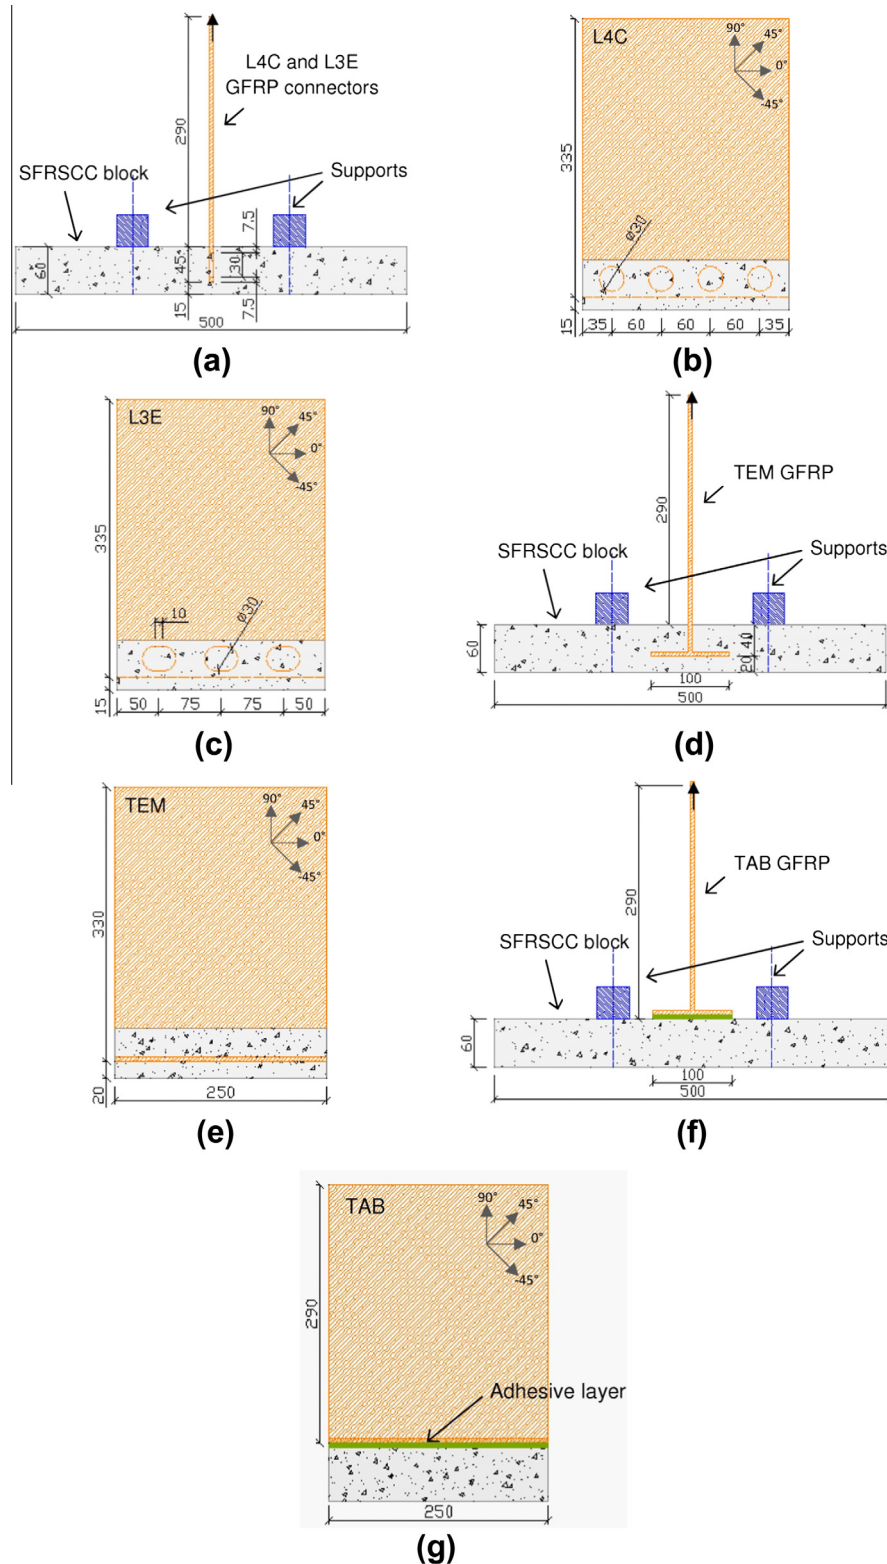 290
L4C and L3E
GFRP connectors
SFRSCC block
Supports
7.5
60
45
30
15
7.5
500
(a)
L4C
90°
45°
0°
-45°
335
ø30
15
35
60
60
60
35
(b)
L3E
90°
45°
0°
-45°
335
10
ø30
15
50
75
75
50
(c)
290
TEM GFRP
SFRSCC block
Supports
60
40
20
100
500
(d)
TEM
90°
45°
0°
-45°
330
20
250
(e)
290
TAB GFRP
SFRSCC block
Supports
60
100
500
(f)
TAB
90°
45°
0°
-45°
290
Adhesive layer
250
(g)